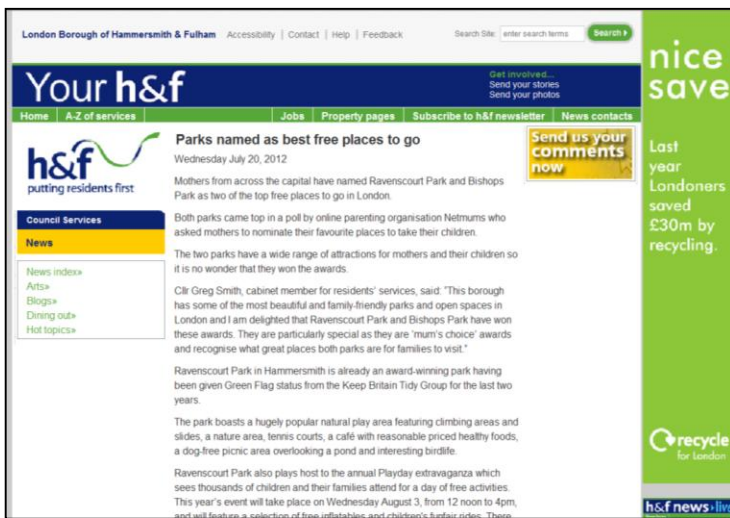 London Borough of Hammersmith & Fulham Accessibility | Contact | Help | Feedback Search Site: enter search terms Search
Your h&f
Get involved...
Send your stories
Send your photos
Home A-Z of services Jobs Property pages Subscribe to h&f newsletter News contacts
h&f
putting residents first
Council Services
News
News index»
Arts»
Blogs»
Dining out»
Hot topics»
Parks named as best free places to go
Wednesday July 20, 2012
Mothers from across the capital have named Ravenscourt Park and Bishops
Park as two of the top free places to go in London.
Both parks came top in a poll by online parenting organisation Netmums who
asked mothers to nominate their favourite places to take their children.
The two parks have a wide range of attractions for mothers and their children so
it is no wonder that they won the awards.
Cllr Greg Smith, cabinet member for residents' services, said: "This borough
has some of the most beautiful and family-friendly parks and open spaces in
London and I am delighted that Ravenscourt Park and Bishops Park have won
these awards. They are particularly special as they are 'mum's choice' awards
and recognise what great places both parks are for families to visit."
Ravenscourt Park in Hammersmith is already an award-winning park having
been given Green Flag status from the Keep Britain Tidy Group for the last two
years.
The park boasts a hugely popular natural play area featuring climbing areas and
slides, a nature area, tennis courts, a café with reasonable priced healthy foods,
a dog-free picnic area overlooking a pond and interesting birdlife.
Ravenscourt Park also plays host to the annual Playday extravaganza which
sees thousands of children and their families attend for a day of free activities.
This year's event will take place on Wednesday August 3, from 12 noon to 4pm,
and will feature a selection of free inflatables and children's funfair rides. There
Send us your
comments
now
nice
save
Last
year
Londoners
saved
£30m by
recycling.
recycle
for London
h&f news live